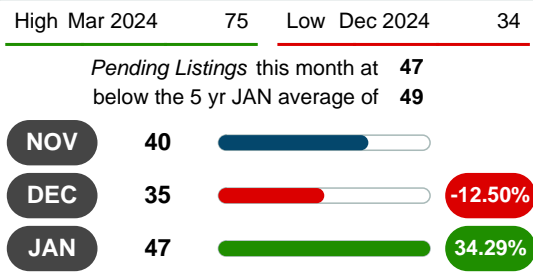 High Mar 2024 75 Low Dec 2024 34
Pending Listings this month at 47
below the 5 yr JAN average of 49
NOV 40
DEC 35 -12.50%
JAN 47 34.29%